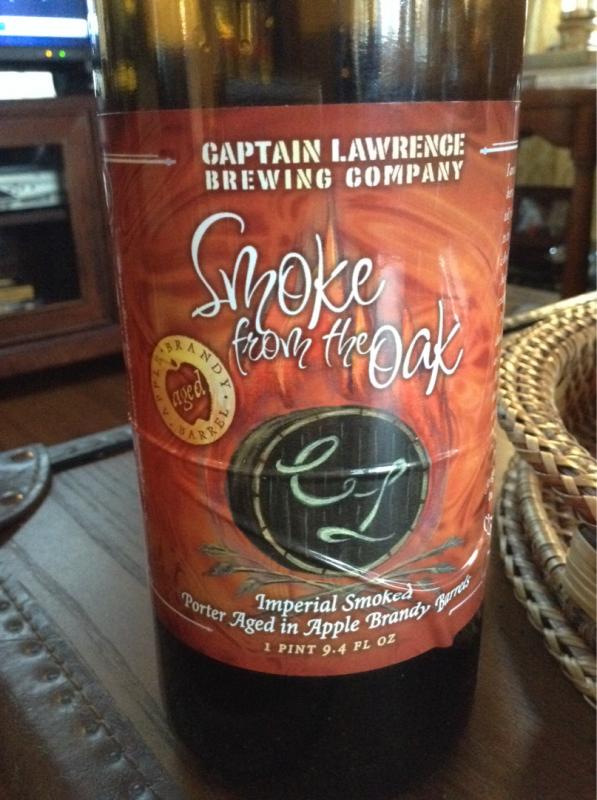 CAPTAIN LAWRENCE
BREWING COMPANY
Smoke
from the Oak
APPLE • BRANDY • BARREL
aged
CL
Imperial Smoked
Porter Aged in Apple Brandy Barrels
1 PINT 9.4 FL OZ